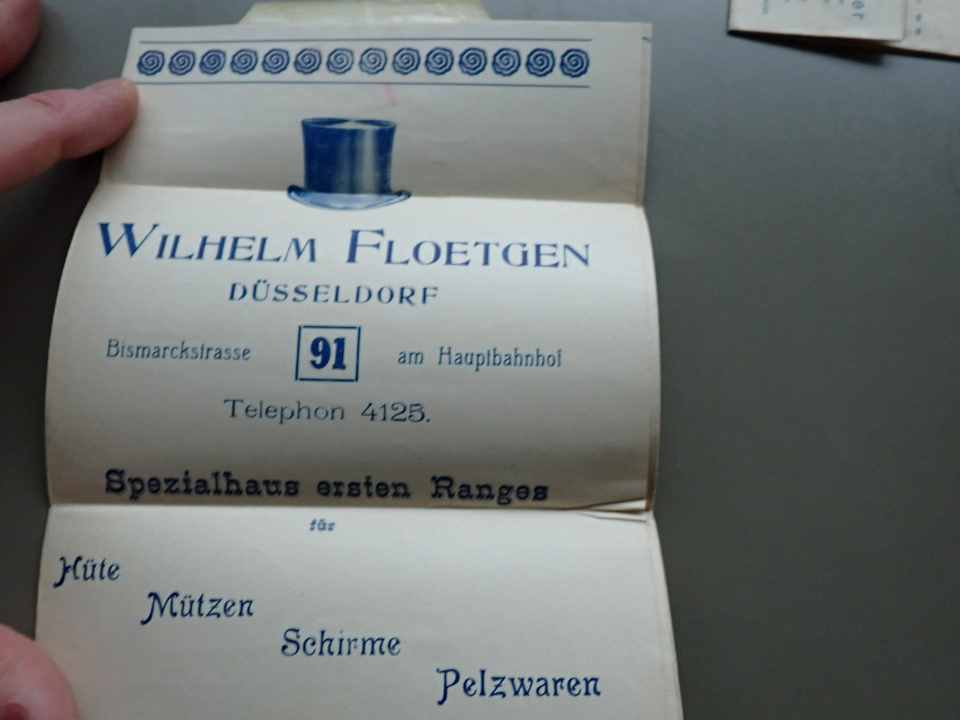 WILHELM FLOETGEN
DÜSSELDORF
Bismarckstrasse 91 am Hauptbahnhof
Telephon 4125.
Spezialhaus ersten Ranges
für
Hüte
Mützen
Schirme
Pelzwaren